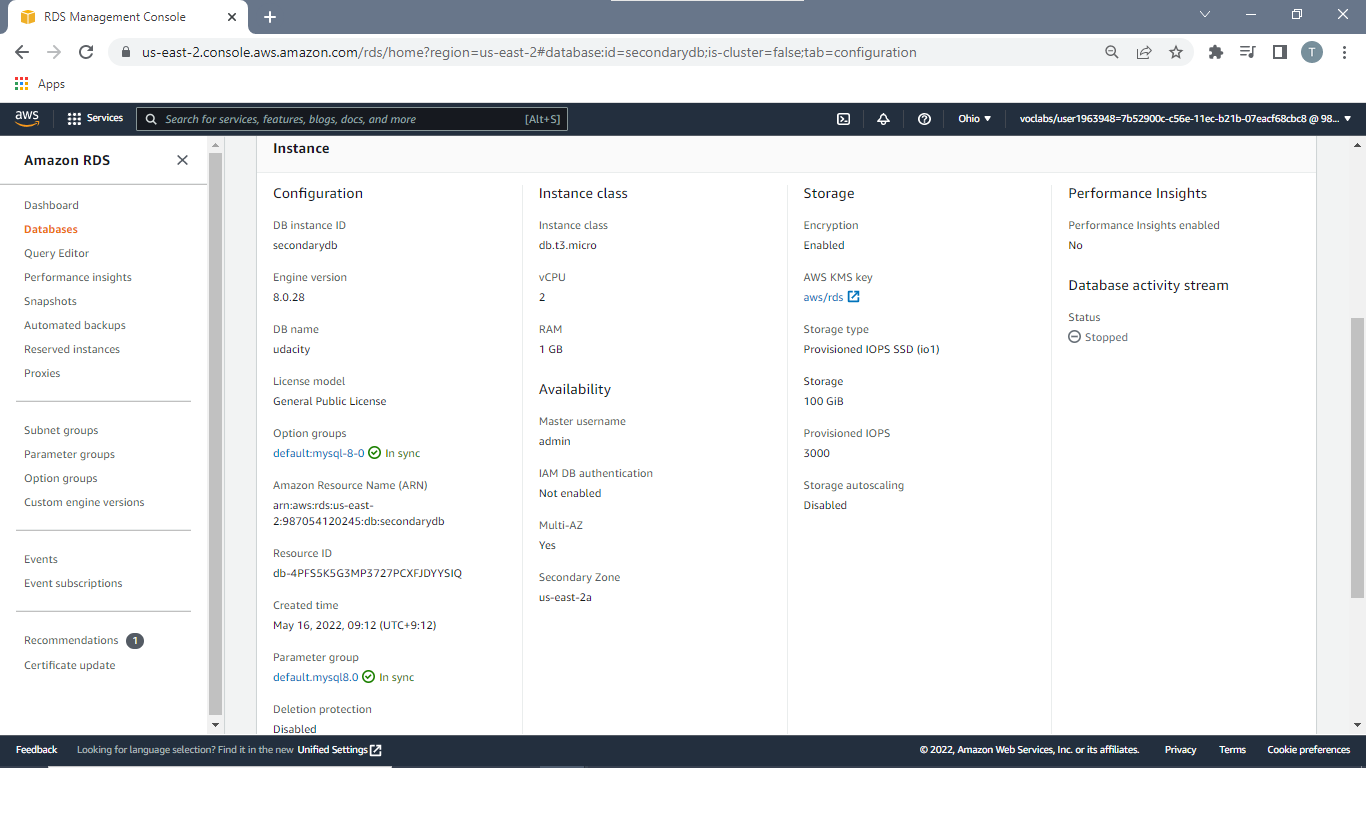 RDS Management Console
us-east-2.console.aws.amazon.com/rds/home?region=us-east-2#database:id=secondarydb;is-cluster=false;tab=configuration
T
Apps
aws
Services
Search for services, features, blogs, docs, and more
[Alt+S]
Ohio
voclabs/user1963948=7b52900c-c56e-11ec-b21b-07eacf68cbc8 @ 98...
Amazon RDS
Dashboard
Databases
Query Editor
Performance insights
Snapshots
Automated backups
Reserved instances
Proxies
Subnet groups
Parameter groups
Option groups
Custom engine versions
Events
Event subscriptions
Recommendations 1
Certificate update
Instance
Configuration
DB instance ID
secondarydb
Engine version
8.0.28
DB name
udacity
License model
General Public License
Option groups
default:mysql-8-0 In sync
Amazon Resource Name (ARN)
arn:aws:rds:us-east-
2:987054120245:db:secondarydb
Resource ID
db-4PFS5K5G3MP3727PCXFJDYYSIQ
Created time
May 16, 2022, 09:12 (UTC+9:12)
Parameter group
default.mysql8.0 In sync
Deletion protection
Disabled
Instance class
Instance class
db.t3.micro
vCPU
2
RAM
1 GB
Availability
Master username
admin
IAM DB authentication
Not enabled
Multi-AZ
Yes
Secondary Zone
us-east-2a
Storage
Encryption
Enabled
AWS KMS key
aws/rds
Storage type
Provisioned IOPS SSD (io1)
Storage
100 GiB
Provisioned IOPS
3000
Storage autoscaling
Disabled
Performance Insights
Performance Insights enabled
No
Database activity stream
Status
Stopped
Feedback
Looking for language selection? Find it in the new Unified Settings
© 2022, Amazon Web Services, Inc. or its affiliates.
Privacy
Terms
Cookie preferences